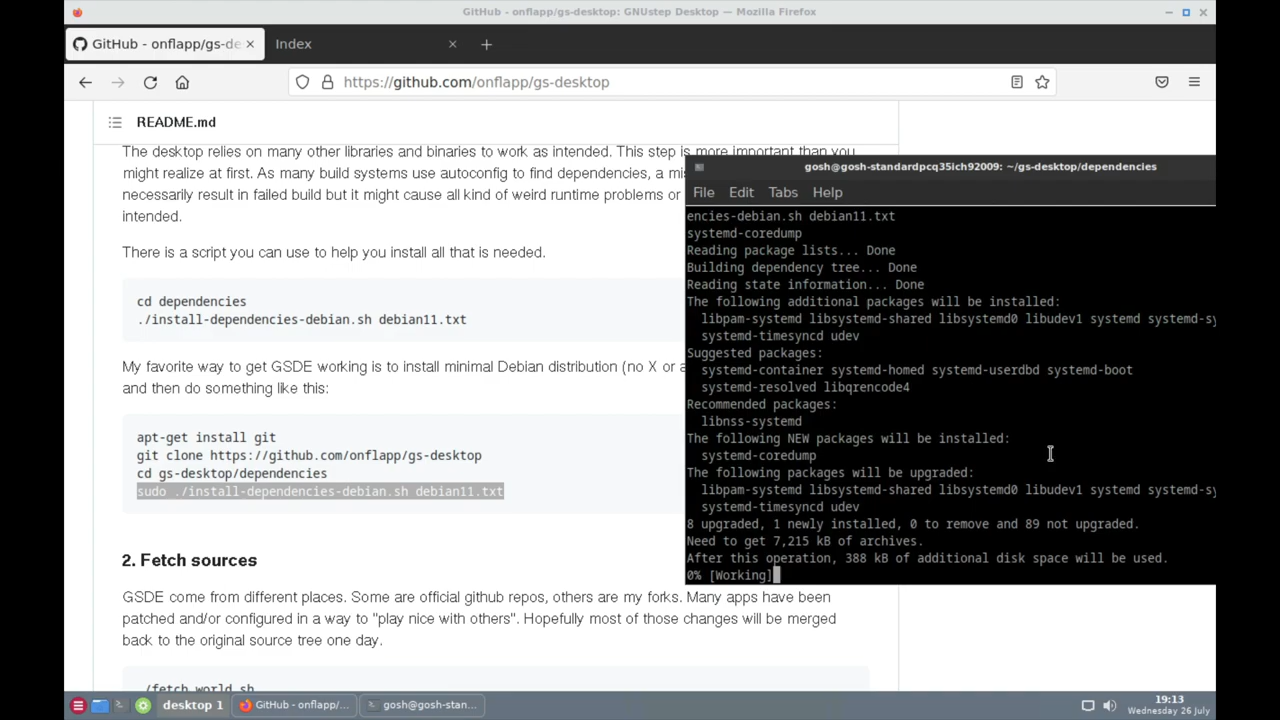 GitHub - onflapp/gs-desktop: GNUstep Desktop — Mozilla Firefox
GitHub - onflapp/gs-de
Index
https://github.com/onflapp/gs-desktop
README.md
The desktop relies on many other libraries and binaries to work as intended. This step is more important than you
might realize at first. As many build systems use autoconfig to find dependencies, a mi
necessarily result in failed build but it might cause all kind of weird runtime problems or
intended.
There is a script you can use to help you install all that is needed.
cd dependencies
./install-dependencies-debian.sh debian11.txt
My favorite way to get GSDE working is to install minimal Debian distribution (no X or a
and then do something like this:
apt-get install git
git clone https://github.com/onflapp/gs-desktop
cd gs-desktop/dependencies
sudo ./install-dependencies-debian.sh debian11.txt
2. Fetch sources
GSDE come from different places. Some are official github repos, others are my forks. Many apps have been
patched and/or configured in a way to "play nice with others". Hopefully most of those changes will be merged
back to the original source tree one day.
./fetch_world.sh
gosh@gosh-standardpcq35ich92009: ~/gs-desktop/dependencies
File Edit Tabs Help
encies-debian.sh debian11.txt
systemd-coredump
Reading package lists... Done
Building dependency tree... Done
Reading state information... Done
The following additional packages will be installed:
libpam-systemd libsystemd-shared libsystemd0 libudev1 systemd systemd-sy
systemd-timesyncd udev
Suggested packages:
systemd-container systemd-homed systemd-userdbd systemd-boot
systemd-resolved libqrencode4
Recommended packages:
libnss-systemd
The following NEW packages will be installed:
systemd-coredump
The following packages will be upgraded:
libpam-systemd libsystemd-shared libsystemd0 libudev1 systemd systemd-sy
systemd-timesyncd udev
8 upgraded, 1 newly installed, 0 to remove and 89 not upgraded.
Need to get 7,215 kB of archives.
After this operation, 388 kB of additional disk space will be used.
0% [Working]
desktop 1
GitHub - onflapp/...
gosh@gosh-stan...
19:13
Wednesday 26 July